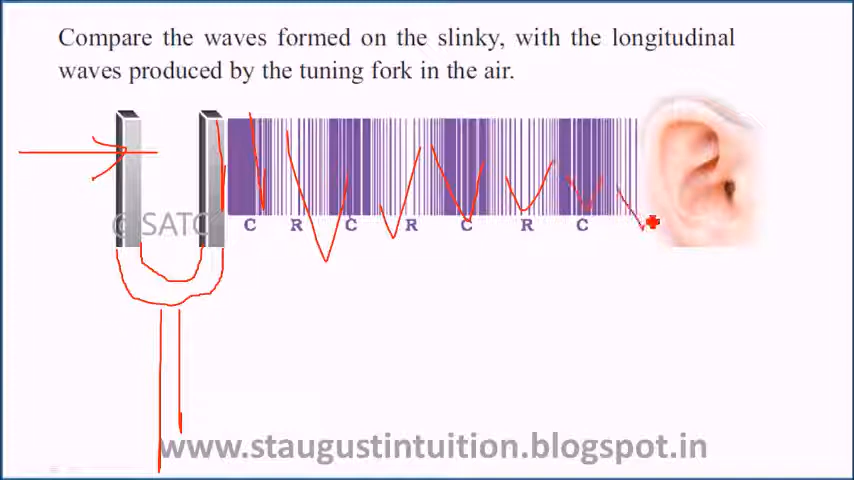 Compare the waves formed on the slinky, with the longitudinal
waves produced by the tuning fork in the air.
© SATC
C R C R C R C
www.staugustintuition.blogspot.in